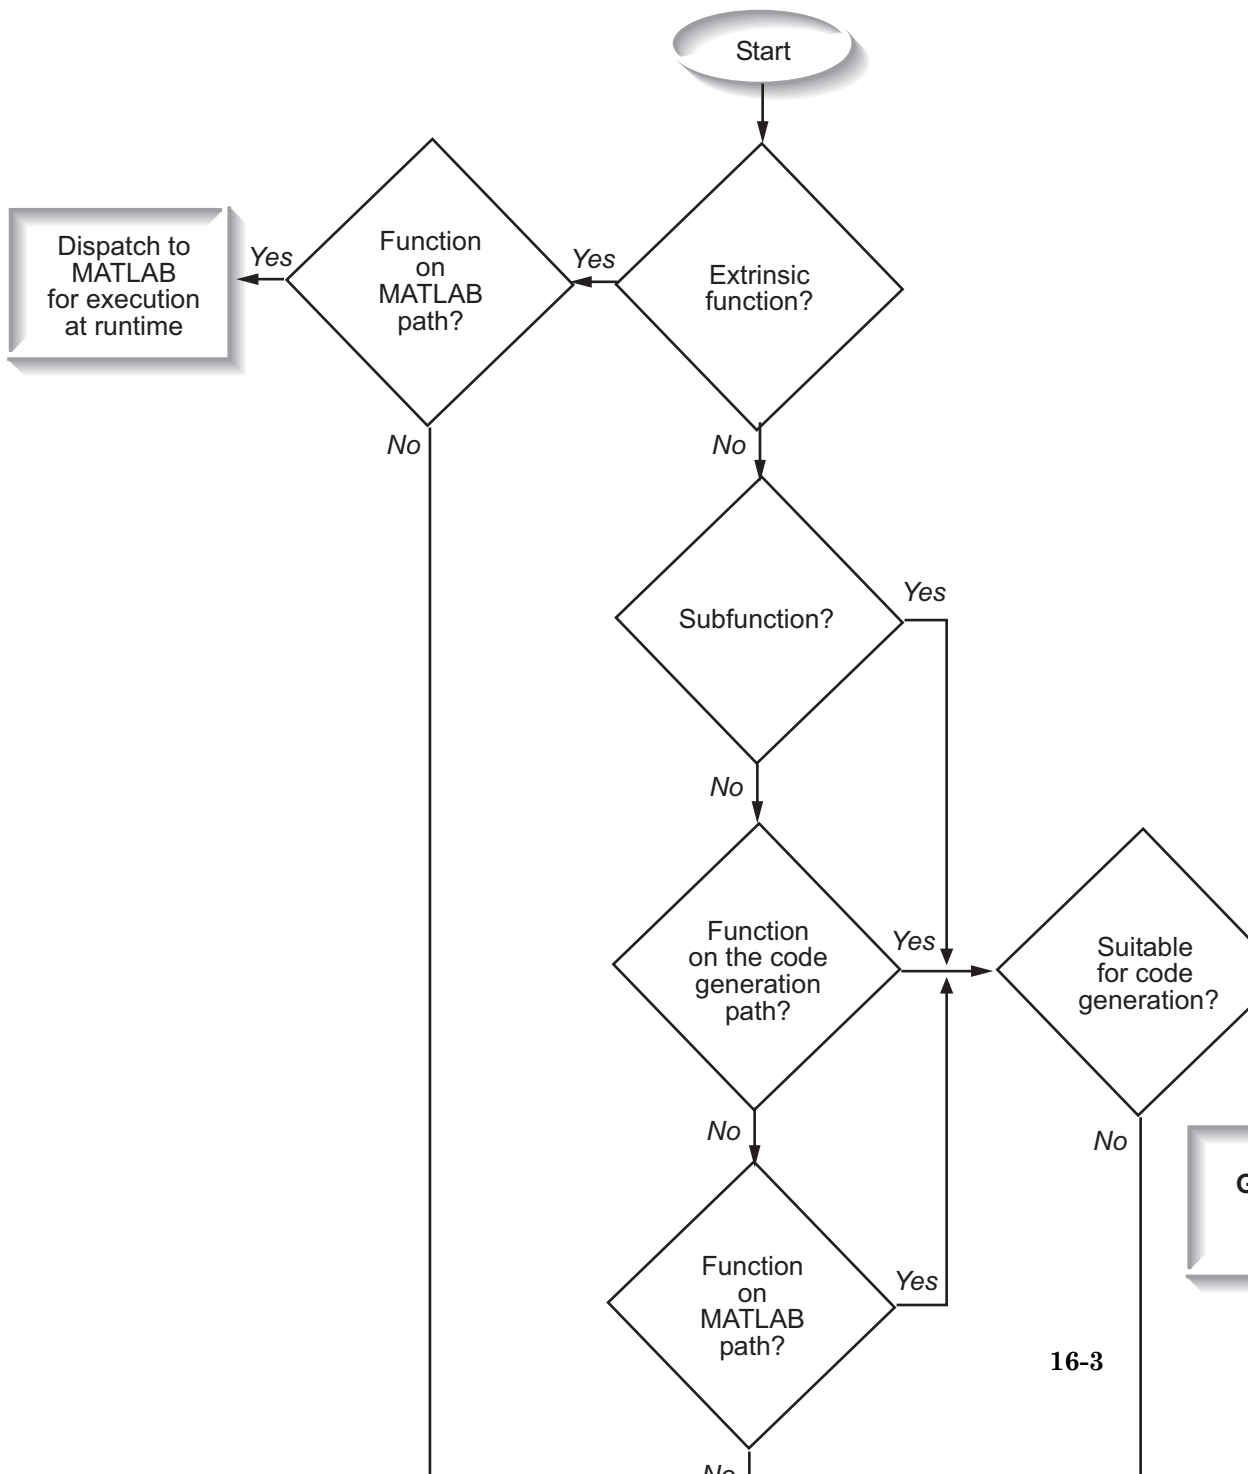 Start
Extrinsic
function?
Yes
Function
on
MATLAB
path?
Yes
Dispatch to
MATLAB
for execution
at runtime
No
No
Subfunction?
Yes
No
Function
on the code
generation
path?
Yes
Suitable
for code
generation?
No
No
Function
on
MATLAB
path?
Yes
16-3
No